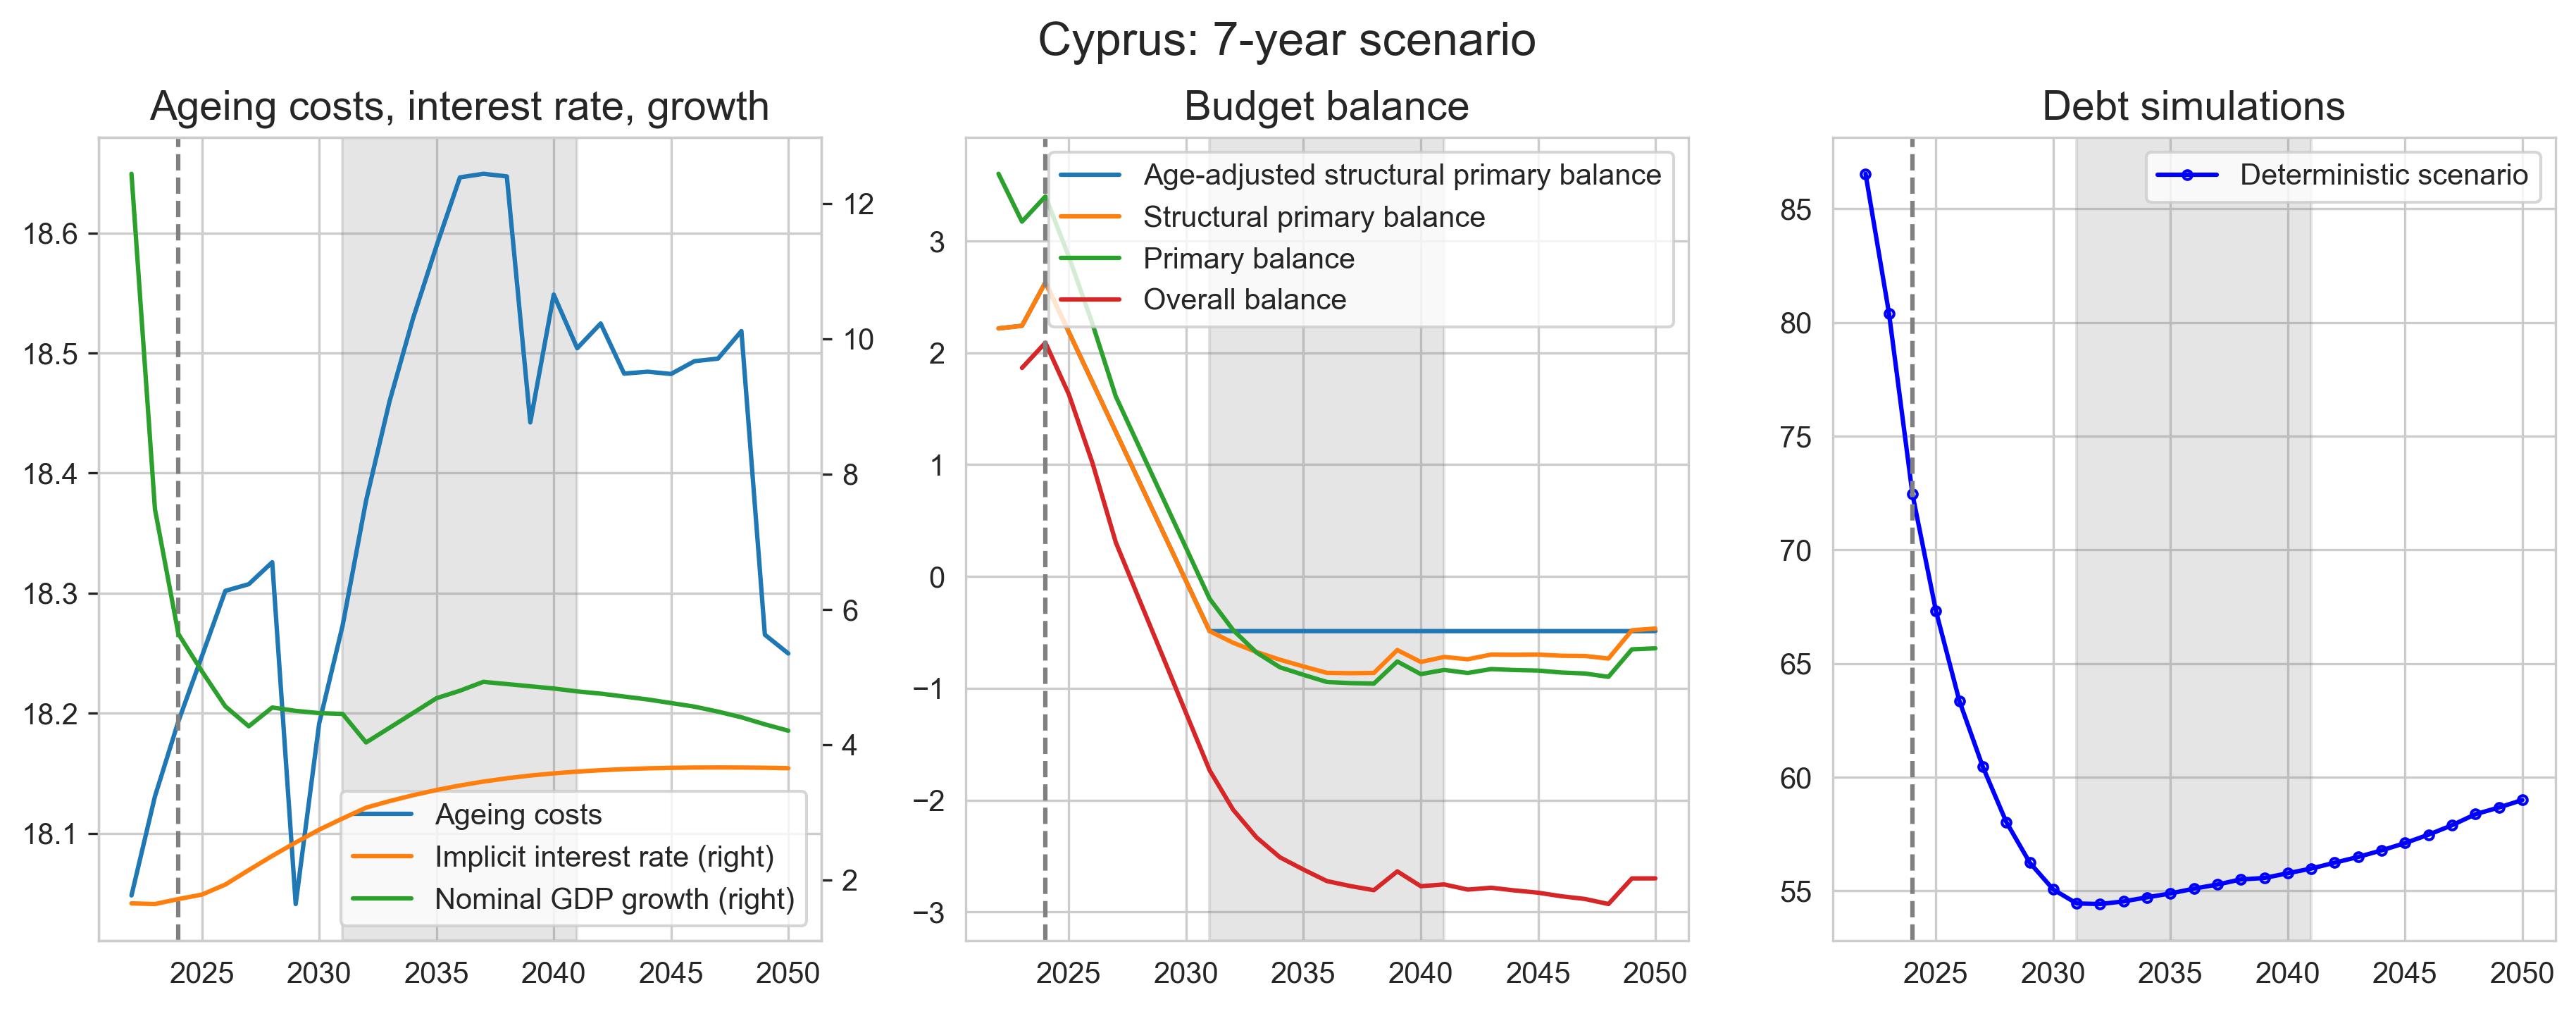 Cyprus: 7-year scenario
Ageing costs, interest rate, growth
18.6
18.5
18.4
18.3
18.2
18.1
12
10
8
6
4
2
Ageing costs
Implicit interest rate (right)
Nominal GDP growth (right)
2025 2030 2035 2040 2045 2050
Budget balance
3
2
1
0
−1
−2
−3
Age-adjusted structural primary balance
Structural primary balance
Primary balance
Overall balance
2025 2030 2035 2040 2045 2050
Debt simulations
85
80
75
70
65
60
55
Deterministic scenario
2025 2030 2035 2040 2045 2050